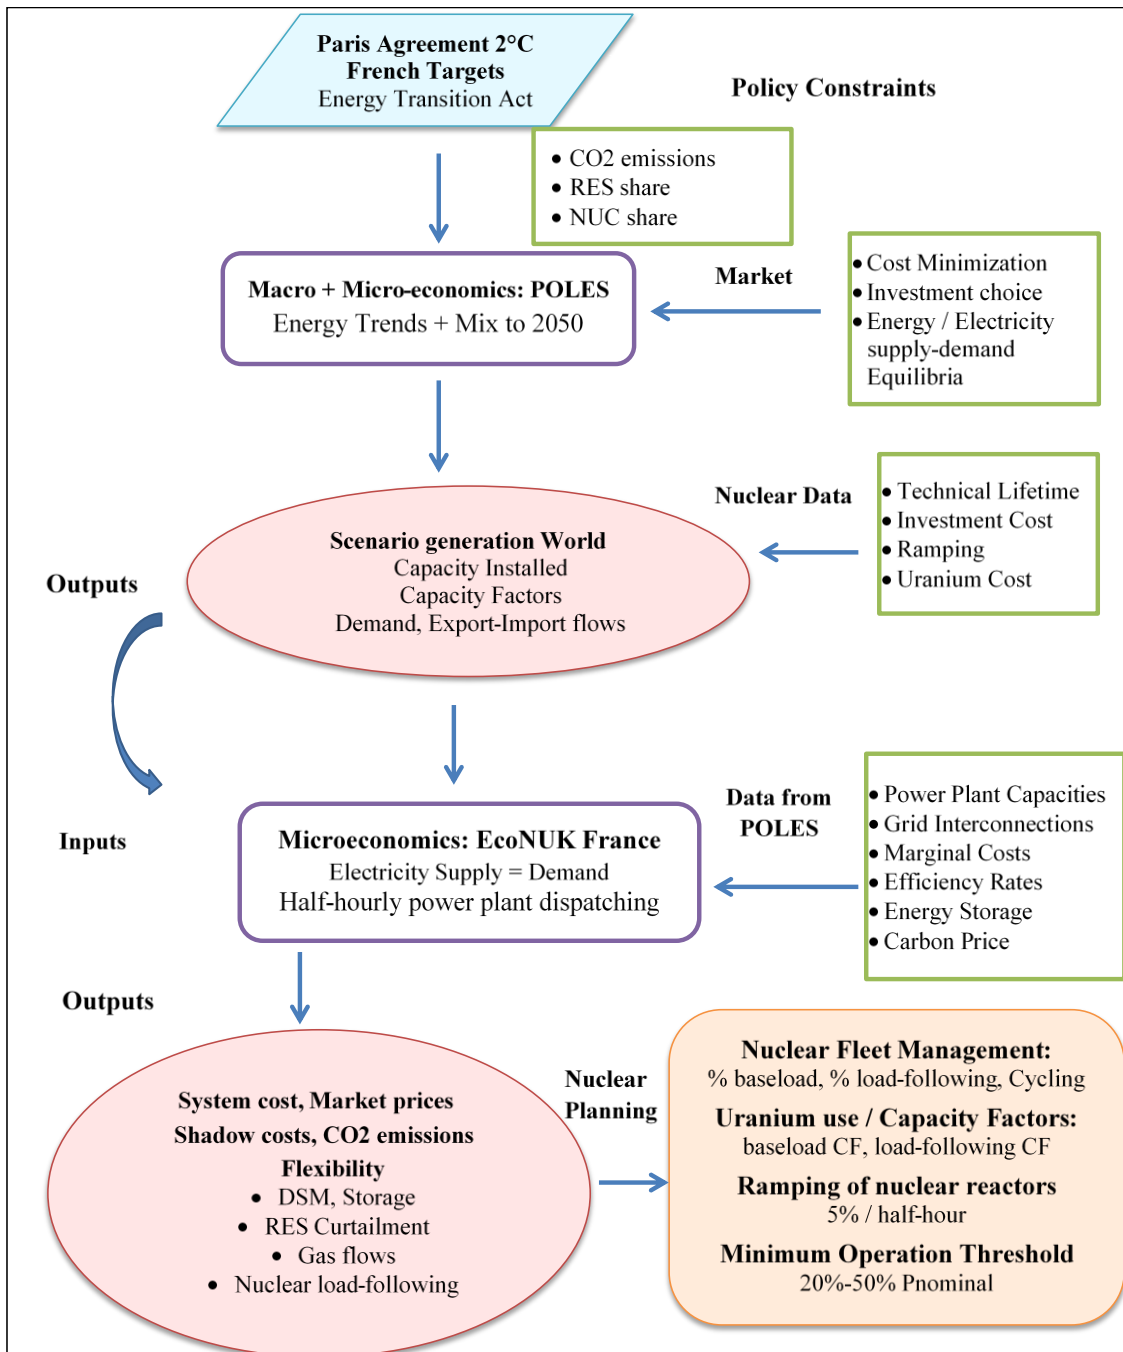 Paris Agreement 2°C
French Targets
Energy Transition Act
Policy Constraints
• CO2 emissions
• RES share
• NUC share
Macro + Micro-economics: POLES
Energy Trends + Mix to 2050
Market
• Cost Minimization
• Investment choice
• Energy / Electricity
supply-demand
Equilibria
Scenario generation World
Capacity Installed
Capacity Factors
Demand, Export-Import flows
Nuclear Data
• Technical Lifetime
• Investment Cost
• Ramping
• Uranium Cost
Outputs
Inputs
Microeconomics: EcoNUK France
Electricity Supply = Demand
Half-hourly power plant dispatching
Data from
POLES
• Power Plant Capacities
• Grid Interconnections
• Marginal Costs
• Efficiency Rates
• Energy Storage
• Carbon Price
Outputs
System cost, Market prices
Shadow costs, CO2 emissions
Flexibility
• DSM, Storage
• RES Curtailment
• Gas flows
• Nuclear load-following
Nuclear
Planning
Nuclear Fleet Management:
% baseload, % load-following, Cycling
Uranium use / Capacity Factors:
baseload CF, load-following CF
Ramping of nuclear reactors
5% / half-hour
Minimum Operation Threshold
20%-50% Pnominal